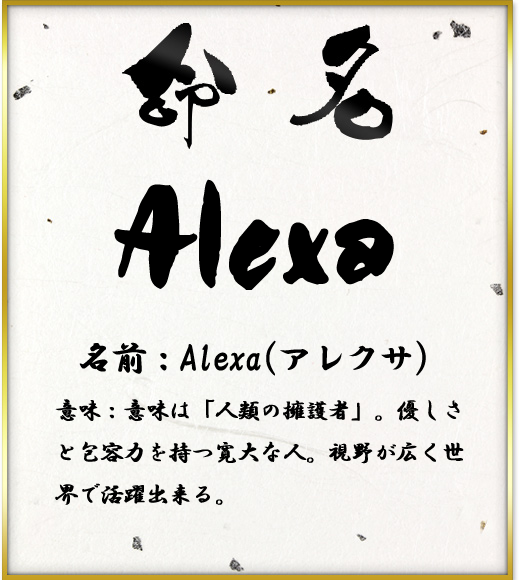 命名
Alexa
名前：Alexa(アレクサ)
意味：意味は「人類の擁護者」。優しさ
と包容力を持つ寛大な人。視野が広く世
界で活躍出来る。